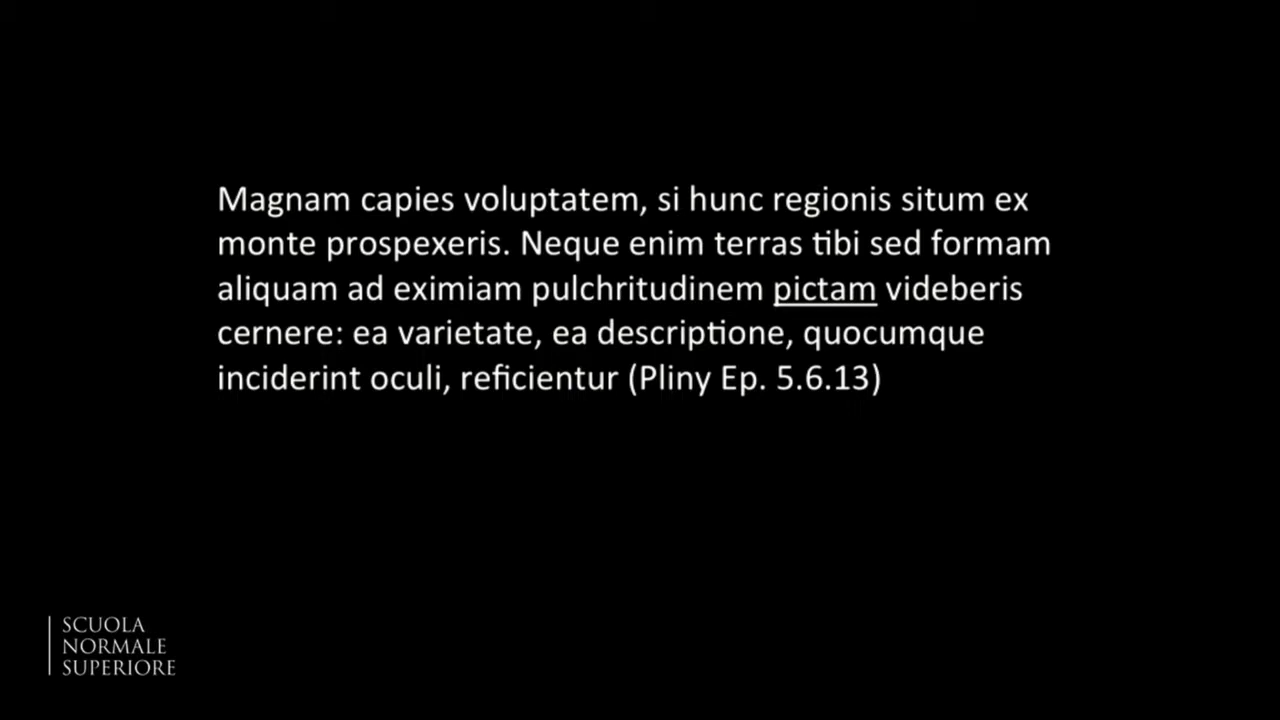 Magnam capies voluptatem, si hunc regionis situm ex
monte prospexeris. Neque enim terras tibi sed formam
aliquam ad eximiam pulchritudinem pictam videberis
cernere: ea varietate, ea descriptione, quocumque
inciderint oculi, reficientur (Pliny Ep. 5.6.13)
SCUOLA
NORMALE
SUPERIORE